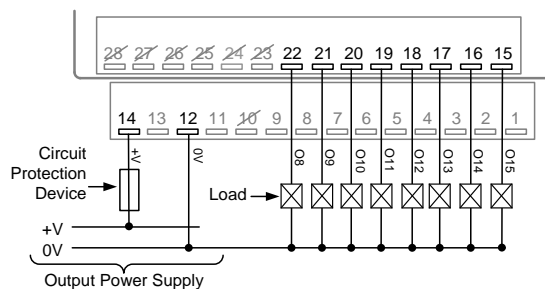 28 27 26 25 24 23 22 21 20 19 18 17 16 15
14 13 12 11 10 9 8 7 6 5 4 3 2 1
+V 0V O8 O9 O10 O11 O12 O13 O14 O15
Circuit
Protection
Device
Load
+V
0V
Output Power Supply